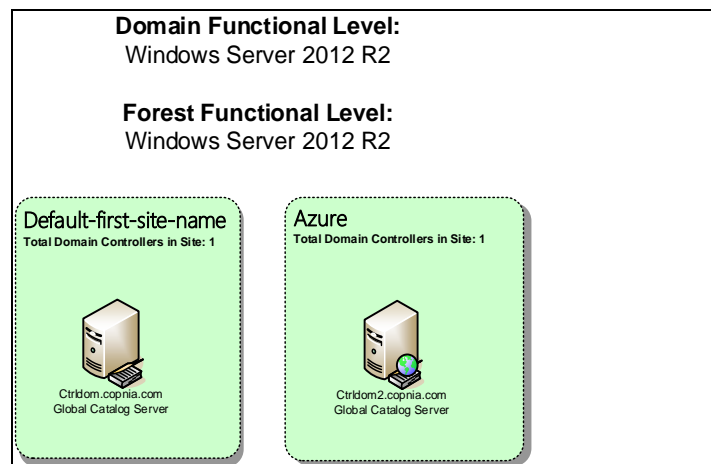 Domain Functional Level:
Windows Server 2012 R2
Forest Functional Level:
Windows Server 2012 R2
Default-first-site-name
Total Domain Controllers in Site: 1
Ctrldom.copnia.com
Global Catalog Server
Azure
Total Domain Controllers in Site: 1
Ctrldom2.copnia.com
Global Catalog Server